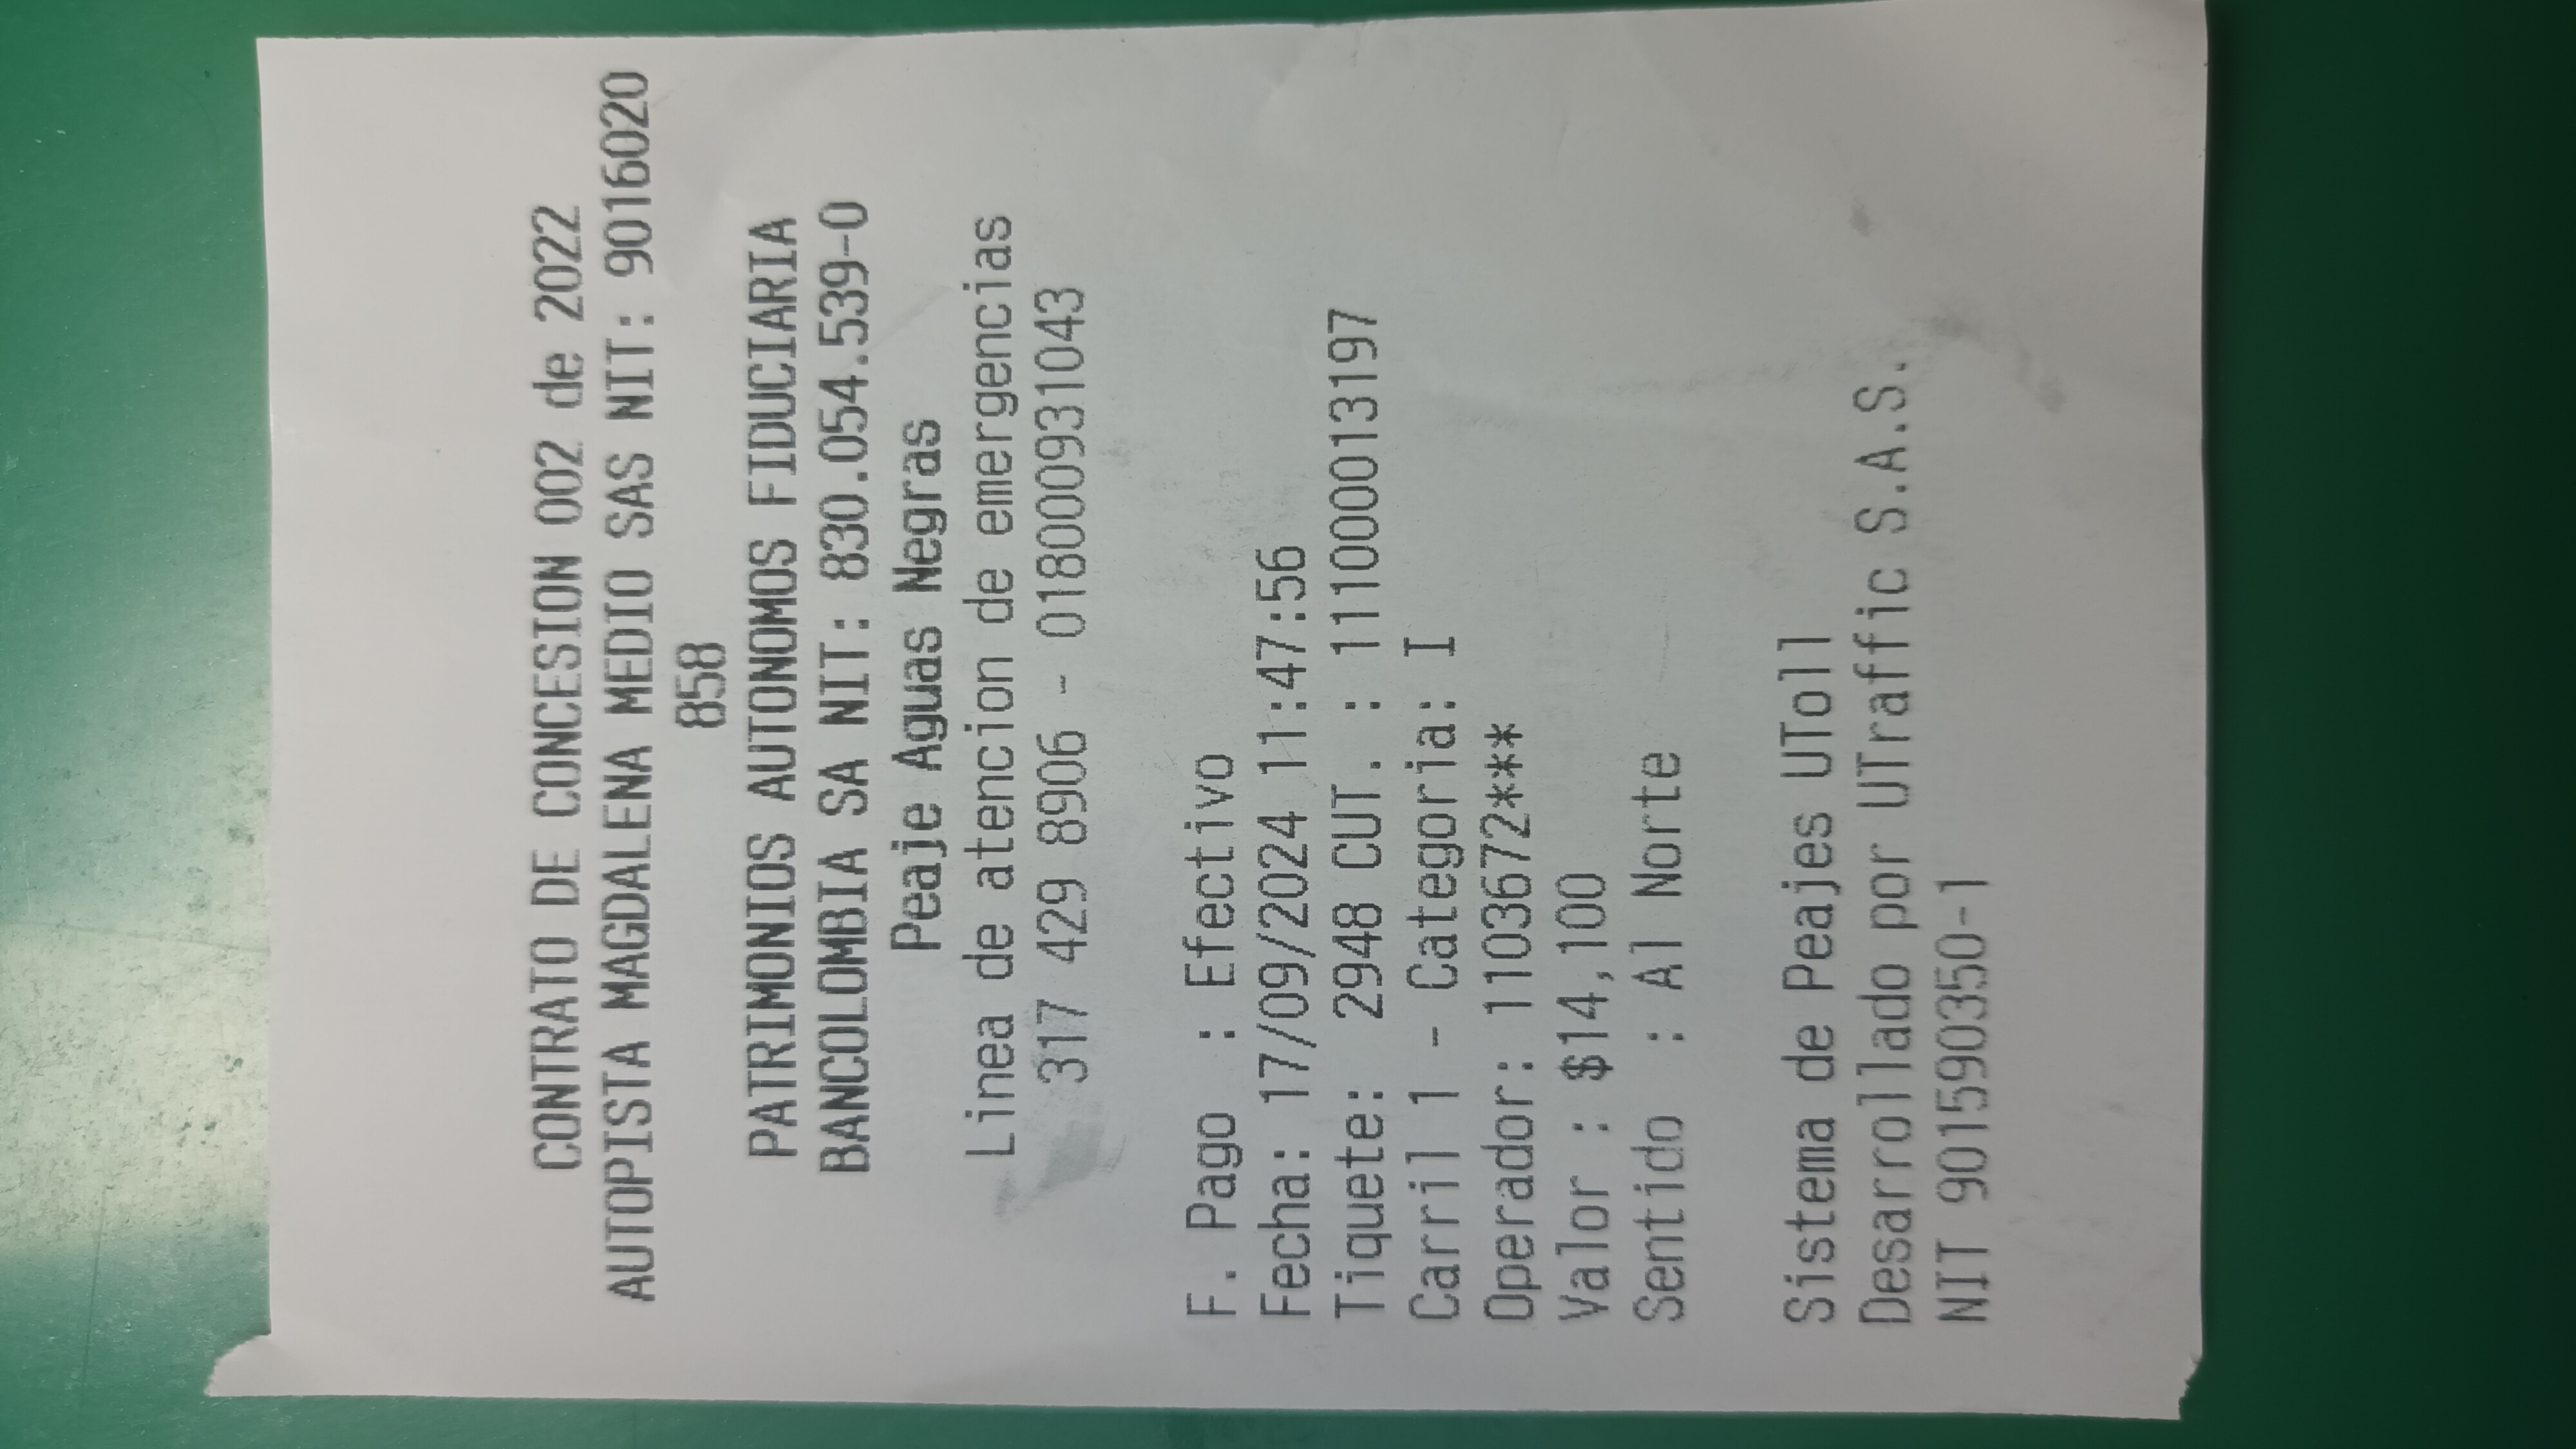 CONTRATO DE CONCESION 002 de 2022
AUTOPISTA MAGDALENA MEDIO SAS NIT: 9016020
858
PATRIMONIOS AUTONOMOS FIDUCIARIA
BANCOLOMBIA SA NIT: 830.054.539-0
Peaje Aguas Negras
Linea de atencion de emergencias
317 429 8906 - 018000931043
F. Pago : Efectivo
Fecha: 17/09/2024 11:47:56
Tiquete: 2948 CUT. : 11100013197
Carril 1 - Categoria: I
Operador: 1103672***
Valor : $14,100
Sentido : Al Norte
Sistema de Peajes UToll
Desarrollado por UTraffic S.A.S.
NIT 901590350-1